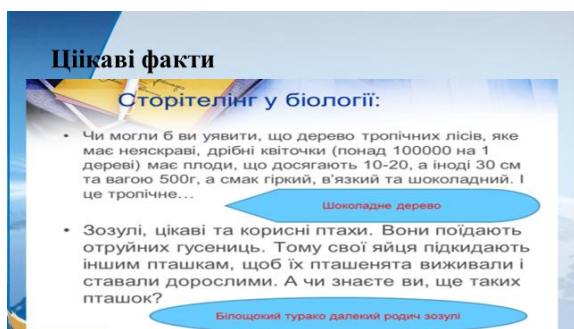 Ціікаві факти
Сторітелінг у біології:
• Чи могли б ви уявити, що дерево тропічних лісів, яке
має неяскраві, дрібні квіточки (понад 100000 на 1
дереві) має плоди, що досягають 10-20, а іноді 30 см
та вагою 500г, а смак гіркий, в'язкий та шоколадний. І
це тропічне…
Шоколадне дерево
• Зозулі, цікаві та корисні птахи. Вони поїдають
отруйних гусениць. Тому свої яйця підкидають
іншим пташкам, щоб їх пташенята виживали і
ставали дорослими. А чи знаєте ви, ще таких
пташок?
Білощокий турако далекий родич зозулі